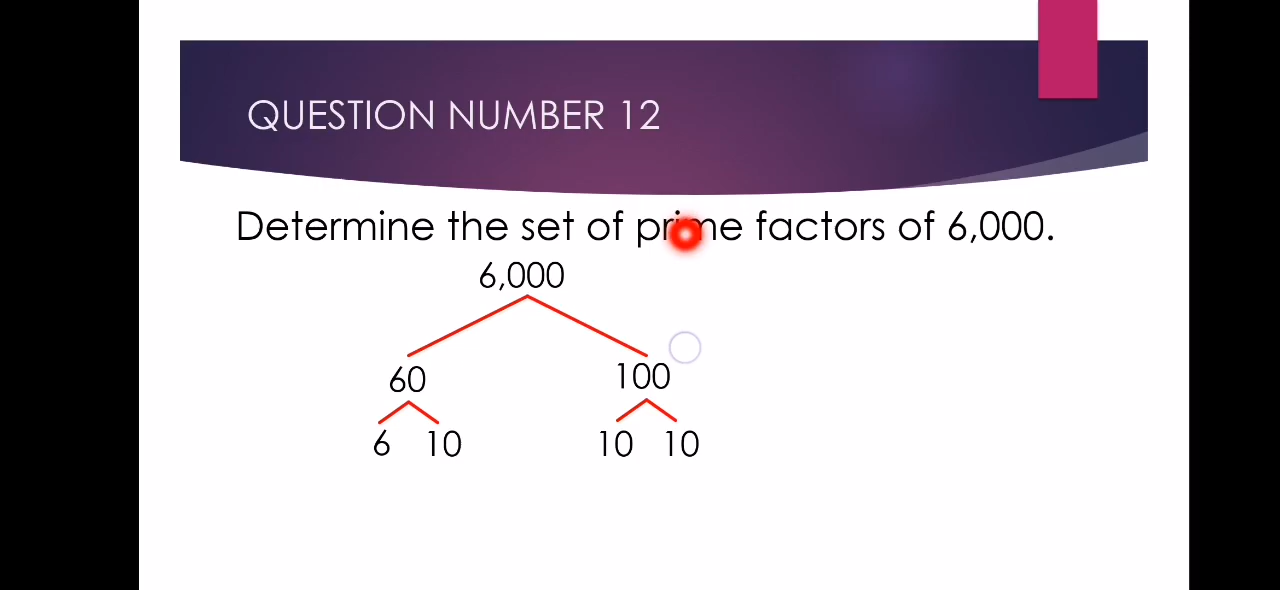 QUESTION NUMBER 12
Determine the set of prime factors of 6,000.
6,000
60 100
6 10 10 10